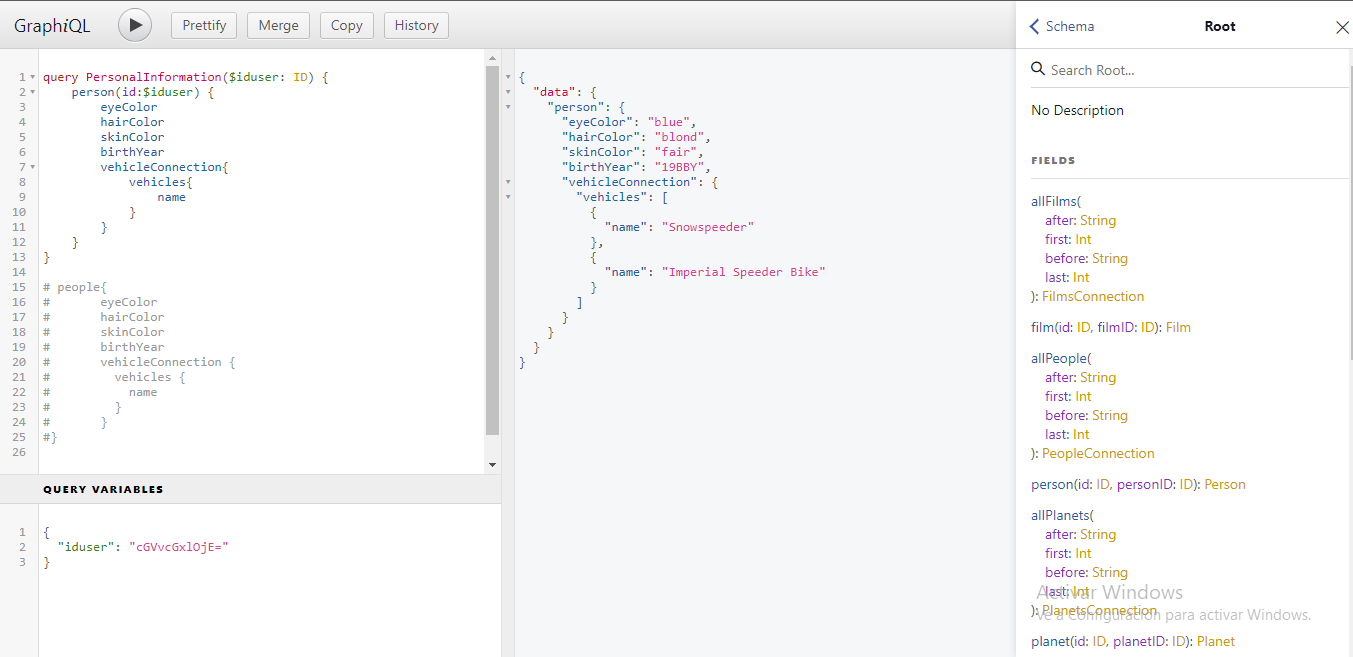 GraphiQL
Prettify
Merge
Copy
History
1 query PersonalInformation($iduser: ID) {
2 person(id:$iduser) {
3 eyeColor
4 hairColor
5 skinColor
6 birthYear
7 vehicleConnection{
8 vehicles{
9 name
10 }
11 }
12 }
13 }
14
15 # people{
16 # eyeColor
17 # hairColor
18 # skinColor
19 # birthYear
20 # vehicleConnection {
21 # vehicles {
22 # name
23 # }
24 # }
25 #}
26
QUERY VARIABLES
1 {
2 "iduser": "cGVvcGxlOjE="
3 }
{
"data": {
"person": {
"eyeColor": "blue",
"hairColor": "blond",
"skinColor": "fair",
"birthYear": "19BBY",
"vehicleConnection": {
"vehicles": [
{
"name": "Snowspeeder"
},
{
"name": "Imperial Speeder Bike"
}
]
}
}
}
}
Schema
Root
Search Root...
No Description
FIELDS
allFilms(
after: String
first: Int
before: String
last: Int
): FilmsConnection
film(id: ID, filmID: ID): Film
allPeople(
after: String
first: Int
before: String
last: Int
): PeopleConnection
person(id: ID, personID: ID): Person
allPlanets(
after: String
first: Int
before: String
last: Int
): PlanetsConnection
planet(id: ID, planetID: ID): Planet
Activar Windows
Ve a Configuración para activar Windows.